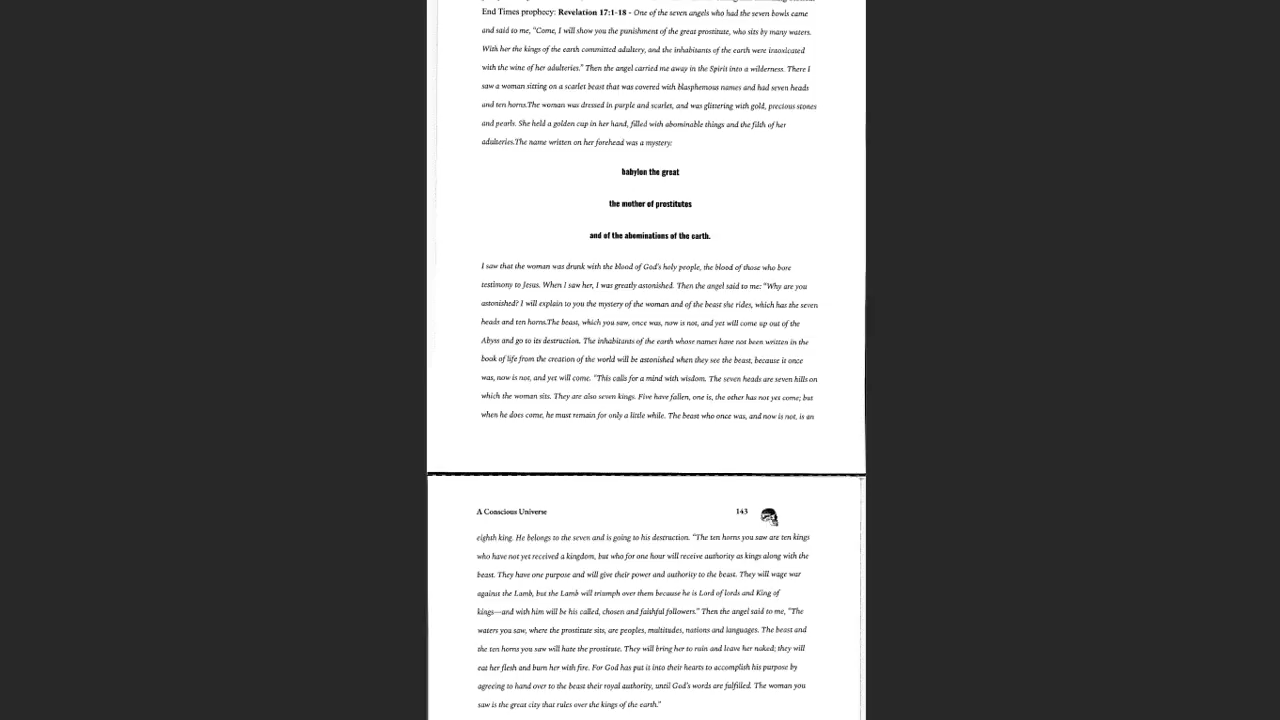 End Times prophecy: Revelation 17:1-18 - One of the seven angels who had the seven bowls came
and said to me, "Come, I will show you the punishment of the great prostitute, who sits by many waters.
With her the kings of the earth committed adultery, and the inhabitants of the earth were intoxicated
with the wine of her adulteries." Then the angel carried me away in the Spirit into a wilderness. There I
saw a woman sitting on a scarlet beast that was covered with blasphemous names and had seven heads
and ten horns.The woman was dressed in purple and scarlet, and was glittering with gold, precious stones
and pearls. She held a golden cup in her hand, filled with abominable things and the filth of her
adulteries.The name written on her forehead was a mystery:
babylon the great
the mother of prostitutes
and of the abominations of the earth.
I saw that the woman was drunk with the blood of God's holy people, the blood of those who bore
testimony to Jesus. When I saw her, I was greatly astonished. Then the angel said to me: "Why are you
astonished? I will explain to you the mystery of the woman and of the beast she rides, which has the seven
heads and ten horns.The beast, which you saw, once was, now is not, and yet will come up out of the
Abyss and go to its destruction. The inhabitants of the earth whose names have not been written in the
book of life from the creation of the world will be astonished when they see the beast, because it once
was, now is not, and yet will come. "This calls for a mind with wisdom. The seven heads are seven hills on
which the woman sits. They are also seven kings. Five have fallen, one is, the other has not yet come; but
when he does come, he must remain for only a little while. The beast who once was, and now is not, is an
A Conscious Universe 143
eighth king. He belongs to the seven and is going to his destruction. "The ten horns you saw are ten kings
who have not yet received a kingdom, but who for one hour will receive authority as kings along with the
beast. They have one purpose and will give their power and authority to the beast. They will wage war
against the Lamb, but the Lamb will triumph over them because he is Lord of lords and King of
kings—and with him will be his called, chosen and faithful followers." Then the angel said to me, "The
waters you saw, where the prostitute sits, are peoples, multitudes, nations and languages. The beast and
the ten horns you saw will hate the prostitute. They will bring her to ruin and leave her naked; they will
eat her flesh and burn her with fire. For God has put it into their hearts to accomplish his purpose by
agreeing to hand over to the beast their royal authority, until God's words are fulfilled. The woman you
saw is the great city that rules over the kings of the earth."